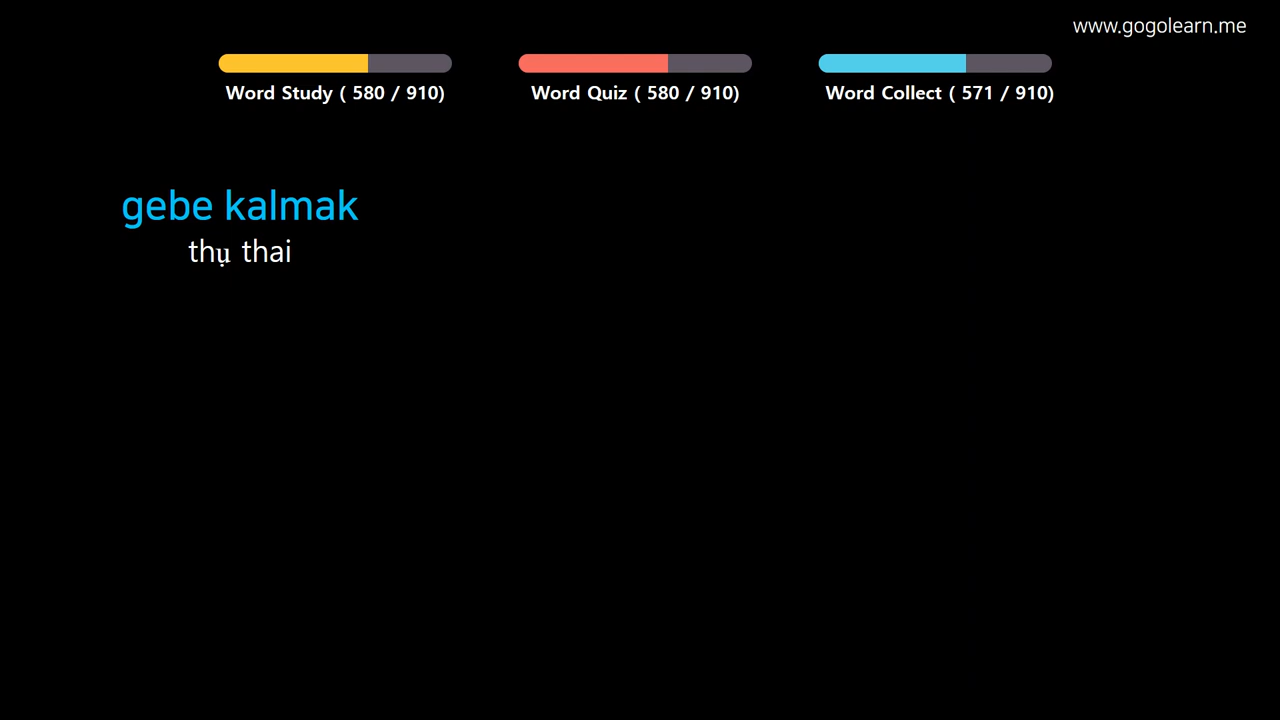 www.gogolearn.me
Word Study ( 580 / 910)
Word Quiz ( 580 / 910)
Word Collect ( 571 / 910)
gebe kalmak
thụ thai